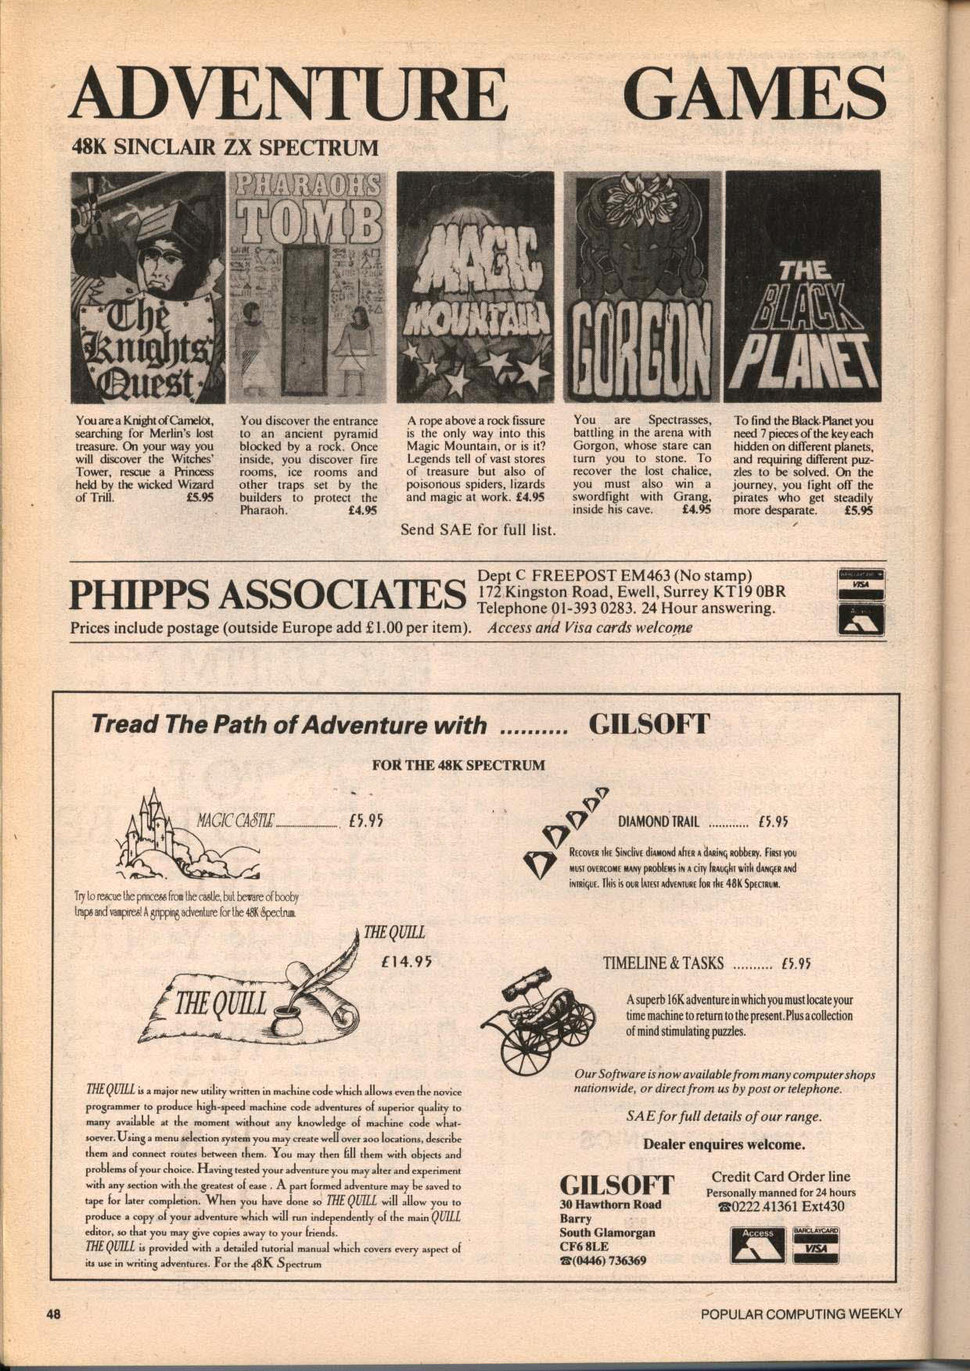 ADVENTURE GAMES
48K SINCLAIR ZX SPECTRUM
The
Knights'
Quest
PHARAOHS
TOMB
MAGIC
MOUNTAIN
GORGON
THE
BLACK
PLANET
You are a Knight of Camelot,
searching for Merlin's lost
treasure. On your way you
will discover the Witches'
Tower, rescue a Princess
held by the wicked Wizard
of Trill. £5.95
You discover the entrance
to an ancient pyramid
blocked by a rock. Once
inside, you discover fire
rooms, ice rooms and
other traps set by the
builders to protect the
Pharaoh. £4.95
A rope above a rock fissure
is the only way into this
Magic Mountain, or is it?
Legends tell of vast stores
of treasure but also of
poisonous spiders, lizards
and magic at work. £4.95
You are Spectrasses,
battling in the arena with
Gorgon, whose stare can
turn you to stone. To
recover the lost chalice,
you must also win a
swordfight with Grang,
inside his cave. £4.95
To find the Black Planet you
need 7 pieces of the key each
hidden on different planets,
and requiring different puz-
zles to be solved. On the
journey, you fight off the
pirates who get steadily
more desparate. £5.95
Send SAE for full list.
PHIPPS ASSOCIATES
Dept C FREEPOST EM463 (No stamp)
172 Kingston Road, Ewell, Surrey KT19 0BR
Telephone 01-393 0283. 24 Hour answering.
Prices include postage (outside Europe add £1.00 per item). Access and Visa cards welcome
VISA
Tread The Path of Adventure with .......... GILSOFT
FOR THE 48K SPECTRUM
MAGIC CASTLE .................... £5.95
Try to rescue the princess from the castle, but beware of booby
traps and vampires! A gripping adventure for the 48K Spectrum.
DIAMOND TRAIL ............ £5.95
Recover the Sinclive diamond after a daring robbery. First you
must overcome many problems in a city fraught with danger and
intrigue. This is our latest adventure for the 48K Spectrum.
THE QUILL
£14.95
THE QUILL
TIMELINE & TASKS .......... £5.95
A superb 16K adventure in which you must locate your
time machine to return to the present. Plus a collection
of mind stimulating puzzles.
THE QUILL is a major new utility written in machine code which allows even the novice
programmer to produce high-speed machine code adventures of superior quality to
many available at the moment without any knowledge of machine code what-
soever. Using a menu selection system you may create well over 200 locations, describe
them and connect routes between them. You may then fill them with objects and
problems of your choice. Having tested your adventure you may alter and experiment
with any section with the greatest of ease . A part formed adventure may be saved to
tape for later completion. When you have done so THE QUILL will allow you to
produce a copy of your adventure which will run independently of the main QUILL
editor, so that you may give copies away to your friends.
THE QUILL is provided with a detailed tutorial manual which covers every aspect of
its use in writing adventures. For the 48K Spectrum
Our Software is now available from many computer shops
nationwide, or direct from us by post or telephone.
SAE for full details of our range.
Dealer enquires welcome.
GILSOFT
30 Hawthorn Road
Barry
South Glamorgan
CF6 8LE
☎(0446) 736369
Credit Card Order line
Personally manned for 24 hours
☎0222 41361 Ext430
Access
BARCLAYCARD
VISA
48
POPULAR COMPUTING WEEKLY